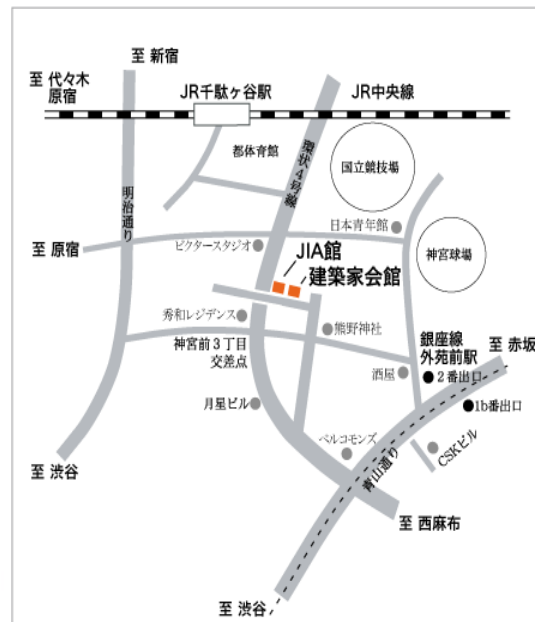 至 新宿
至 代々木
原宿
JR千駄ヶ谷駅
JR中央線
都体育館
環状4号線
国立競技場
明治通り
日本青年館
神宮球場
至 原宿
ビクタースタジオ
JIA館
建築家会館
秀和レジデンス
熊野神社
神宮前3丁目
交差点
銀座線
外苑前駅
至 赤坂
酒屋
2番出口
1b番出口
月星ビル
ベルコモンズ
青山通り
CSKビル
至 渋谷
至 西麻布
至 渋谷